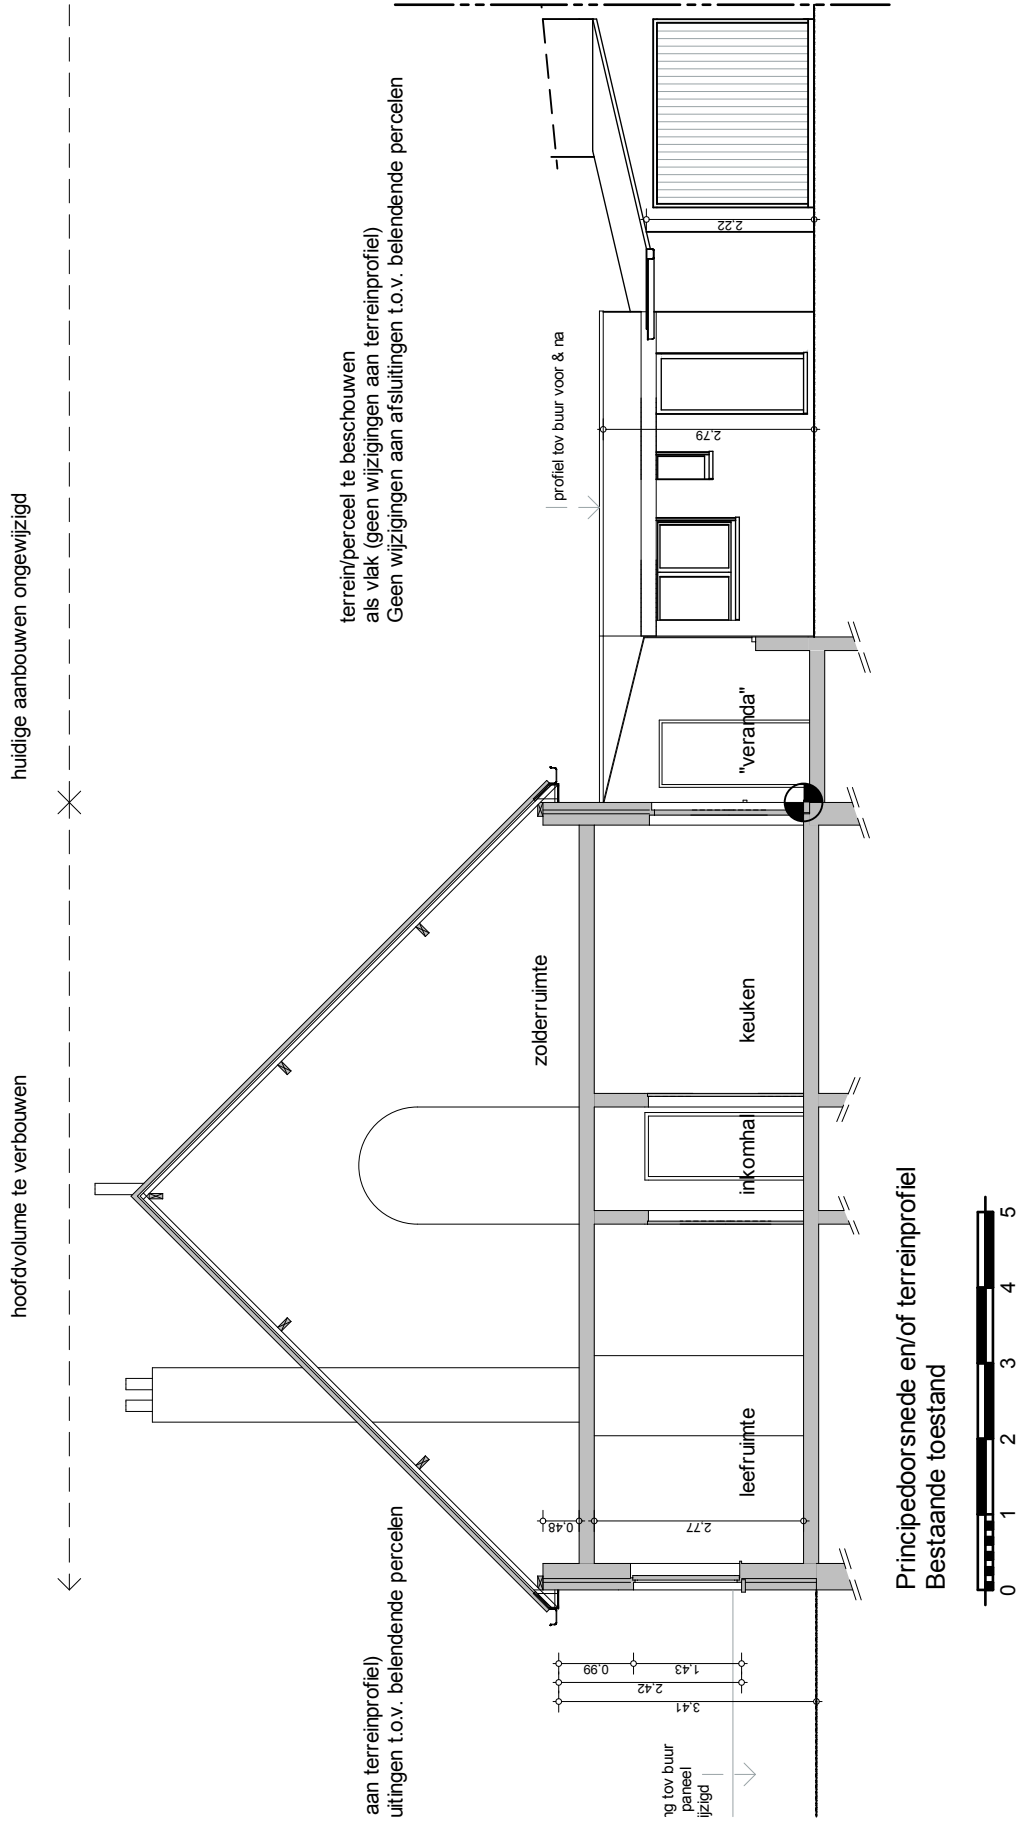 hoofdvolume te verbouwen
huidige aanbouwen ongewijzigd
aan terreinprofiel)
uitingen t.o.v. belendende percelen
terrein/perceel te beschouwen
als vlak (geen wijzigingen aan terreinprofiel)
Geen wijzigingen aan afsluitingen t.o.v. belendende percelen
profiel tov buur voor & na
zolderruimte
0,48
2,77
0,99
1,43
2,42
3,41
2,79
2,22
leefruimte
inkomhal
keuken
"veranda"
ng tov buur
paneel
ijzigd
Principedoorsnede en/of terreinprofiel
Bestaande toestand
0 1 2 3 4 5